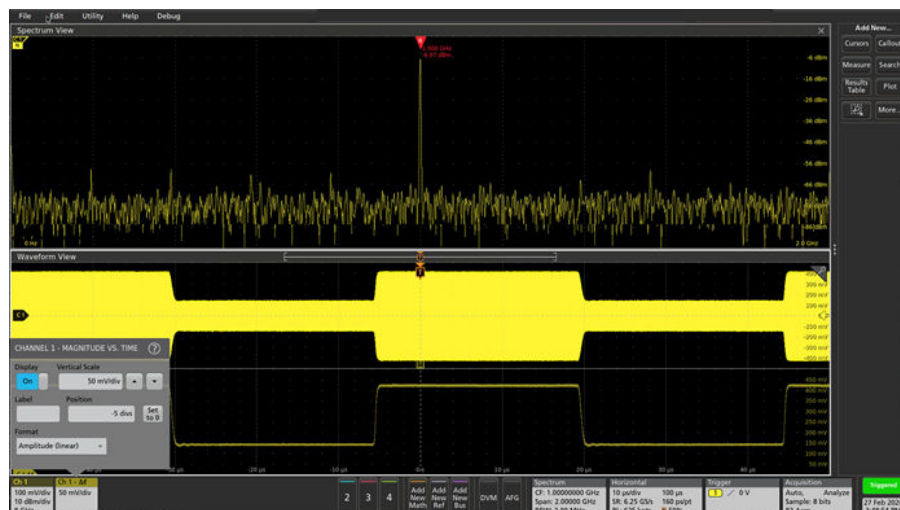 File Edit Utility Help Debug
Spectrum View
Add New...
Cursors Callout
Measure Search
Results Table Plot
More...
-6 dBm
-16 dBm
-26 dBm
-36 dBm
-46 dBm
-56 dBm
-66 dBm
0 Hz
2.0 GHz
Waveform View
300 mV
200 mV
C1
-200 mV
-300 mV
-400 mV
CHANNEL 1 - MAGNITUDE VS. TIME ?
Display Vertical Scale
On 50 mV/div
Label Position
-5 divs Set to 0
Format
Amplitude (linear)
450 mV
400 mV
350 mV
300 mV
250 mV
200 mV
150 mV
100 mV
50 mV
-20 µs -10 µs 0 s 10 µs 20 µs 30 µs 40 µs
Ch 1
100 mV/div
10 dBm/div
Ch 1 - M
50 mV/div
2 3 4
Add New Math
Add New Ref
Add New Bus
DVM AFG
Spectrum
CF: 1.00000000 GHz
Span: 2.00000 GHz
Horizontal
10 µs/div 100 µs
SR: 6.25 GS/s 160 ps/pt
Trigger
1 0 V
Acquisition
Auto, Analyze
Sample: 8 bits
Triggered